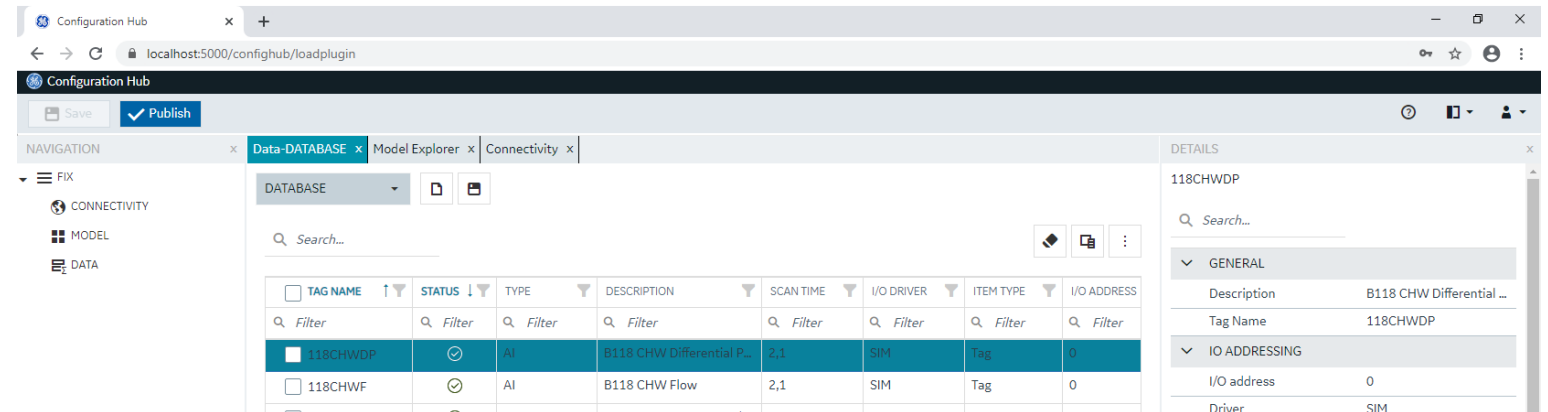 Configuration Hub x +
localhost:5000/confighub/loadplugin
Configuration Hub
Save Publish
NAVIGATION x
FIX
CONNECTIVITY
MODEL
DATA
Data-DATABASE x Model Explorer x Connectivity x
DATABASE
Search...
TAG NAME STATUS TYPE DESCRIPTION SCAN TIME I/O DRIVER ITEM TYPE I/O ADDRESS
Filter Filter Filter Filter Filter Filter Filter Filter
118CHWDP AI B118 CHW Differential P... 2,1 SIM Tag 0
118CHWF AI B118 CHW Flow 2,1 SIM Tag 0
DETAILS x
118CHWDP
Search...
GENERAL
Description B118 CHW Differential ...
Tag Name 118CHWDP
IO ADDRESSING
I/O address 0
Driver SIM